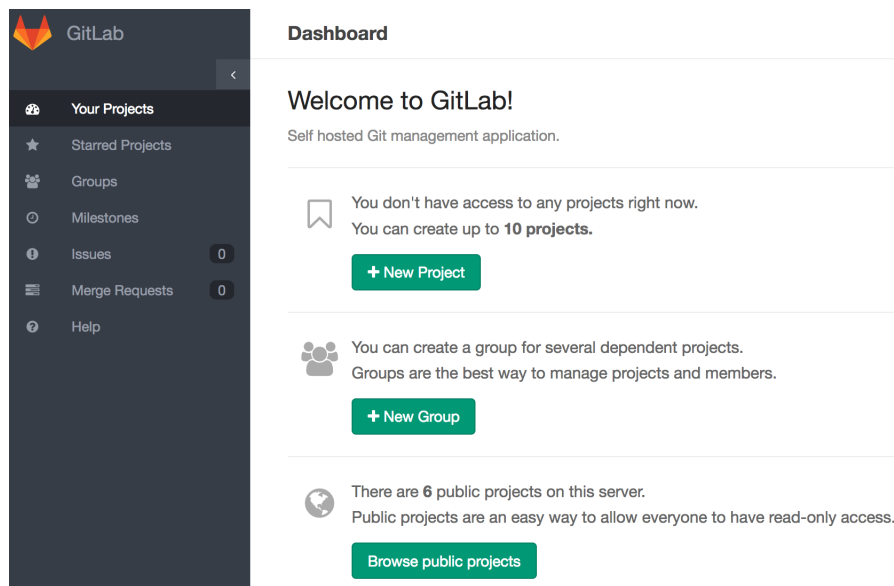 GitLab
Dashboard
Your Projects
Starred Projects
Groups
Milestones
Issues 0
Merge Requests 0
Help
Welcome to GitLab!
Self hosted Git management application.
You don't have access to any projects right now.
You can create up to 10 projects.
New Project
You can create a group for several dependent projects.
Groups are the best way to manage projects and members.
New Group
There are 6 public projects on this server.
Public projects are an easy way to allow everyone to have read-only access.
Browse public projects